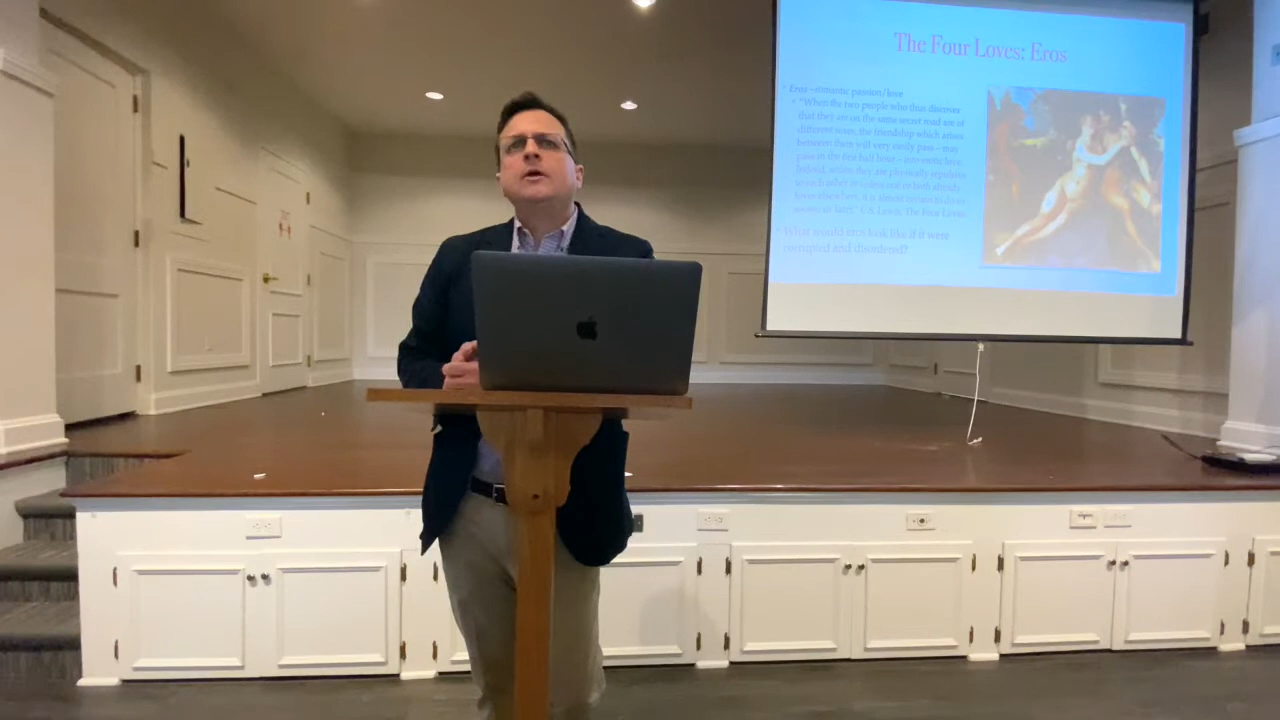 The Four Loves: Eros
Eros –romantic passion/love
"When the two people who thus discover
that they are on the same secret road are of
different sexes, the friendship which arises
between them will very easily pass – may
pass in the first half hour – into erotic love.
Indeed, unless they are physically repulsive
to each other or unless one or both already
loves elsewhere, it is almost certain to do so
sooner or later." C.S. Lewis, The Four Loves
What would eros look like if it were
corrupted and disordered?